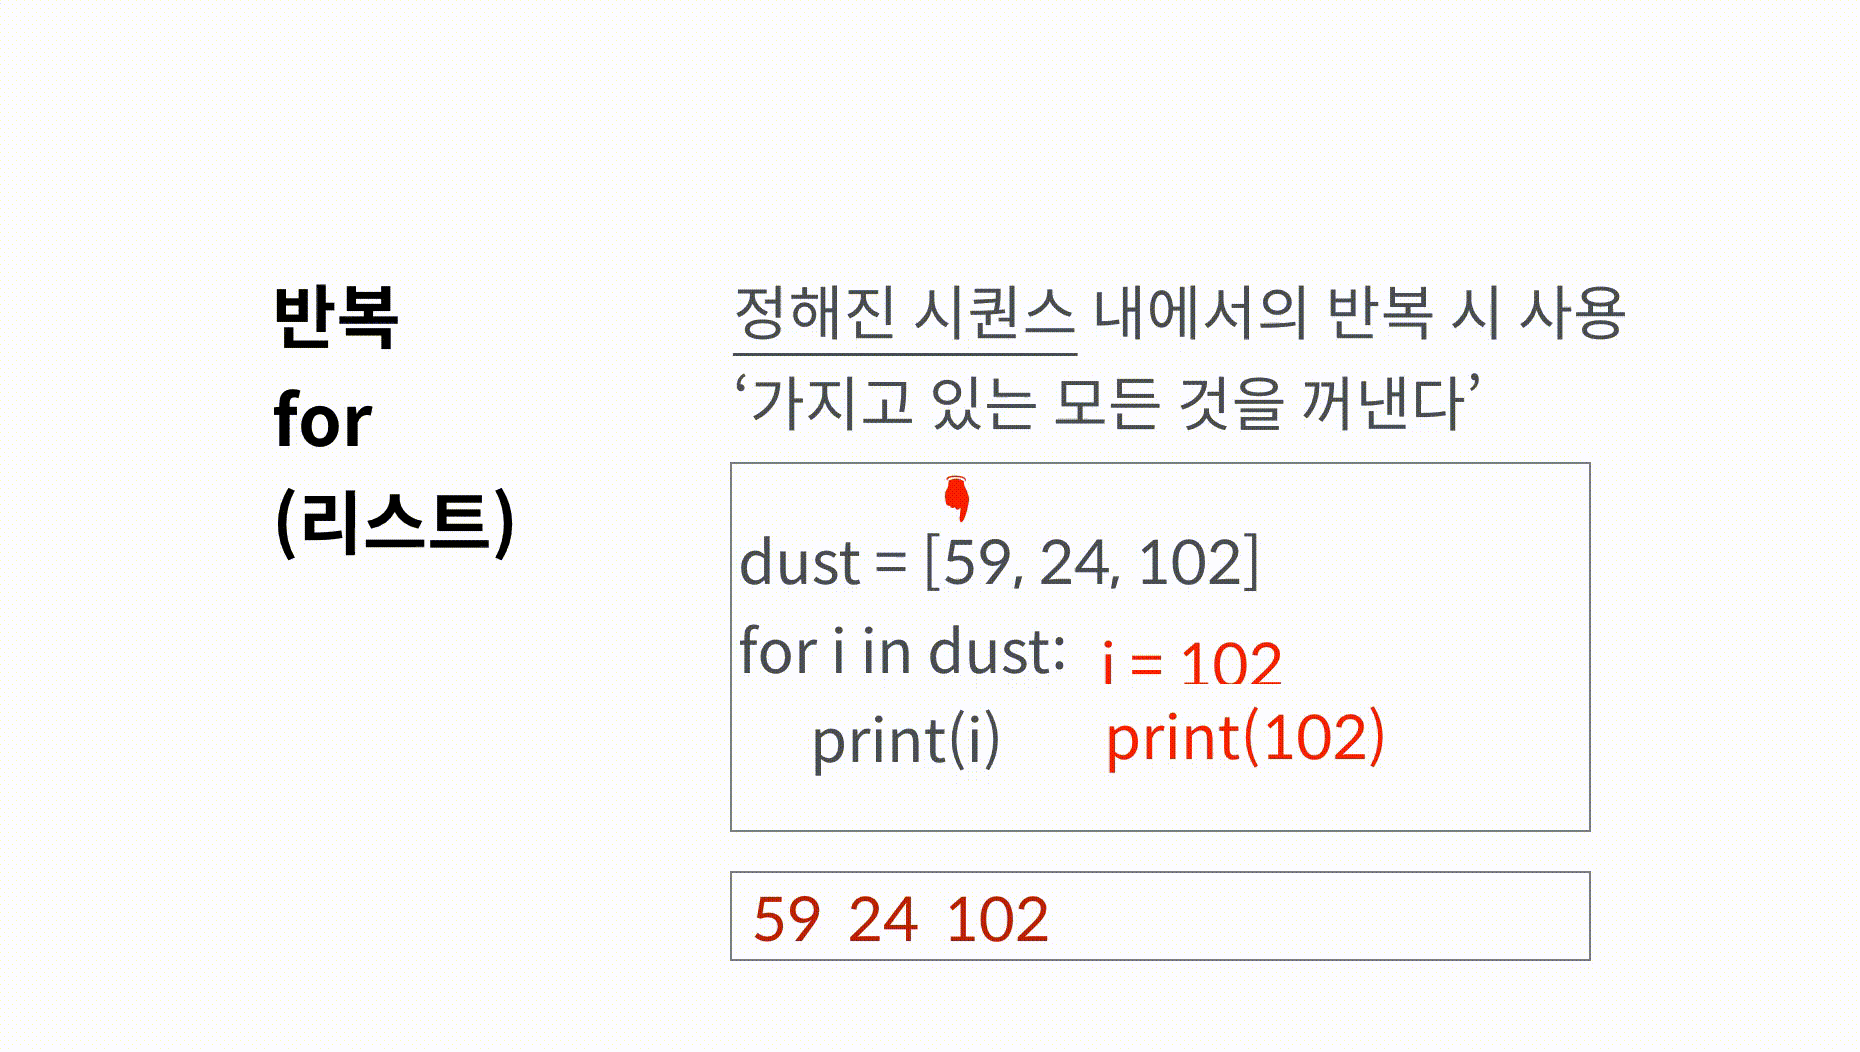 반복
for
(리스트)
정해진 시퀀스 내에서의 반복 시 사용
‘가지고 있는 모든 것을 꺼낸다’
dust = [59, 24, 102]
for i in dust: i = 102
print(i) print(102)
59 24 102